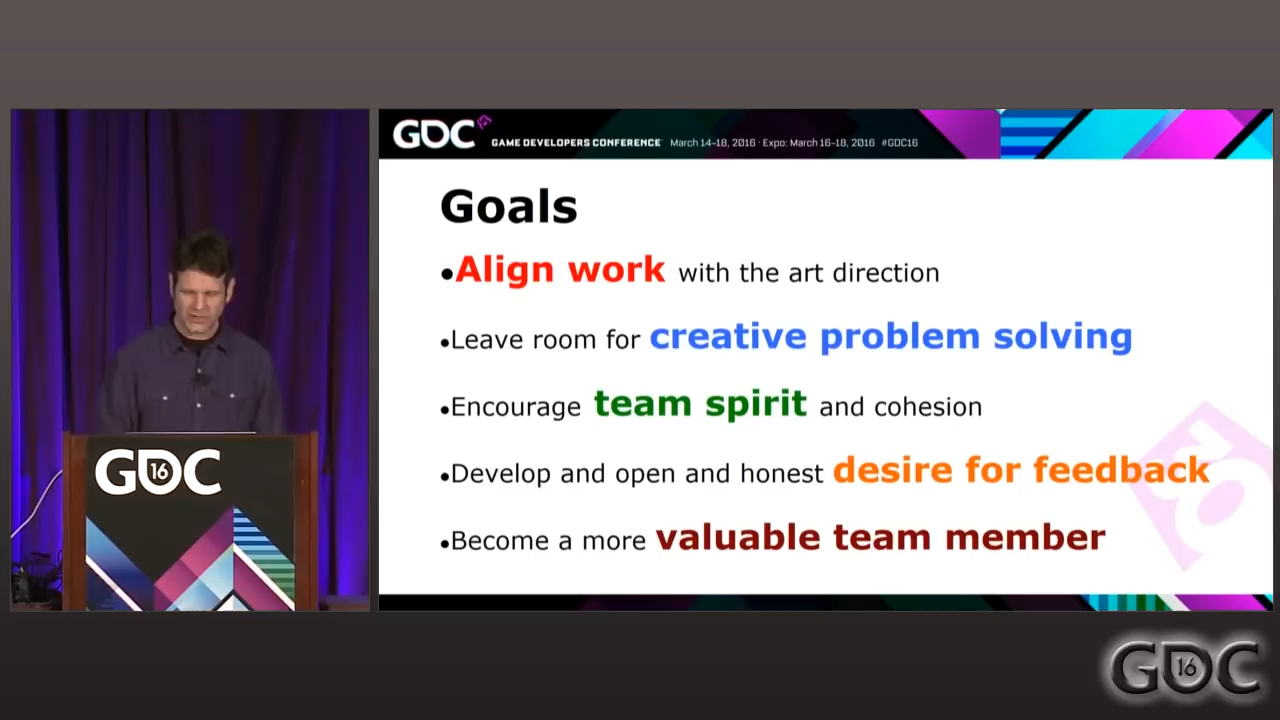 GDC
GAME DEVELOPERS CONFERENCE March 14-18, 2016 · Expo: March 16-18, 2016 #GDC16
Goals
•Align work with the art direction
•Leave room for creative problem solving
•Encourage team spirit and cohesion
•Develop and open and honest desire for feedback
•Become a more valuable team member
GDC 16
GDC 16